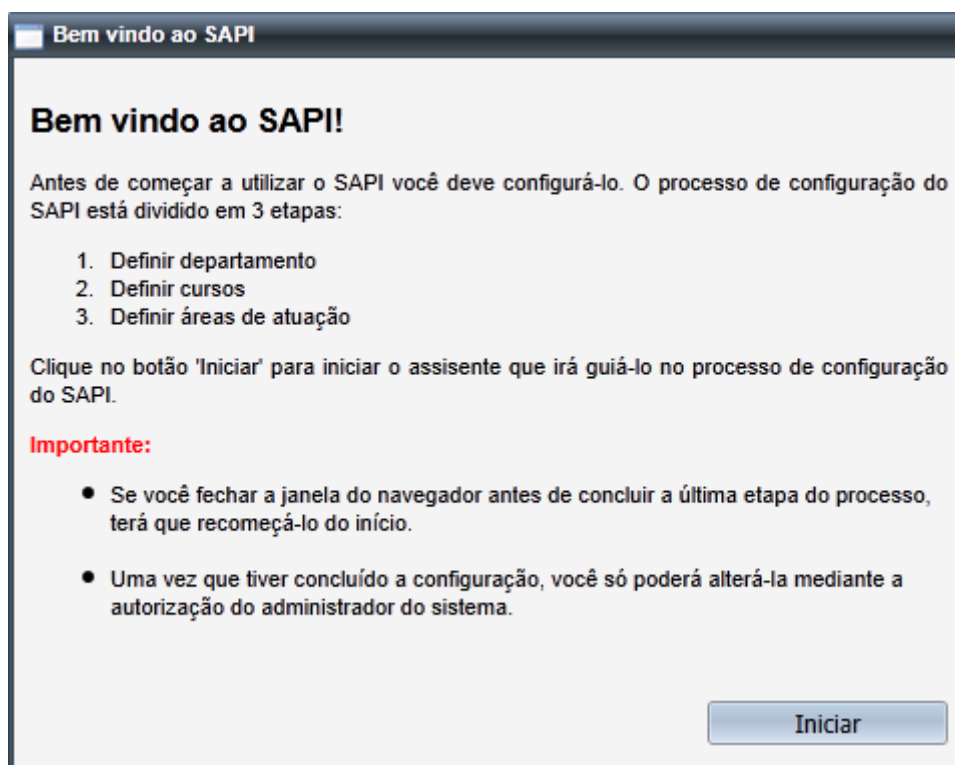 Bem vindo ao SAPI
Bem vindo ao SAPI!
Antes de começar a utilizar o SAPI você deve configurá-lo. O processo de configuração do
SAPI está dividido em 3 etapas:
1. Definir departamento
2. Definir cursos
3. Definir áreas de atuação
Clique no botão 'Iniciar' para iniciar o assisente que irá guiá-lo no processo de configuração
do SAPI.
Importante:
• Se você fechar a janela do navegador antes de concluir a última etapa do processo,
terá que recomeçá-lo do início.
• Uma vez que tiver concluído a configuração, você só poderá alterá-la mediante a
autorização do administrador do sistema.
Iniciar